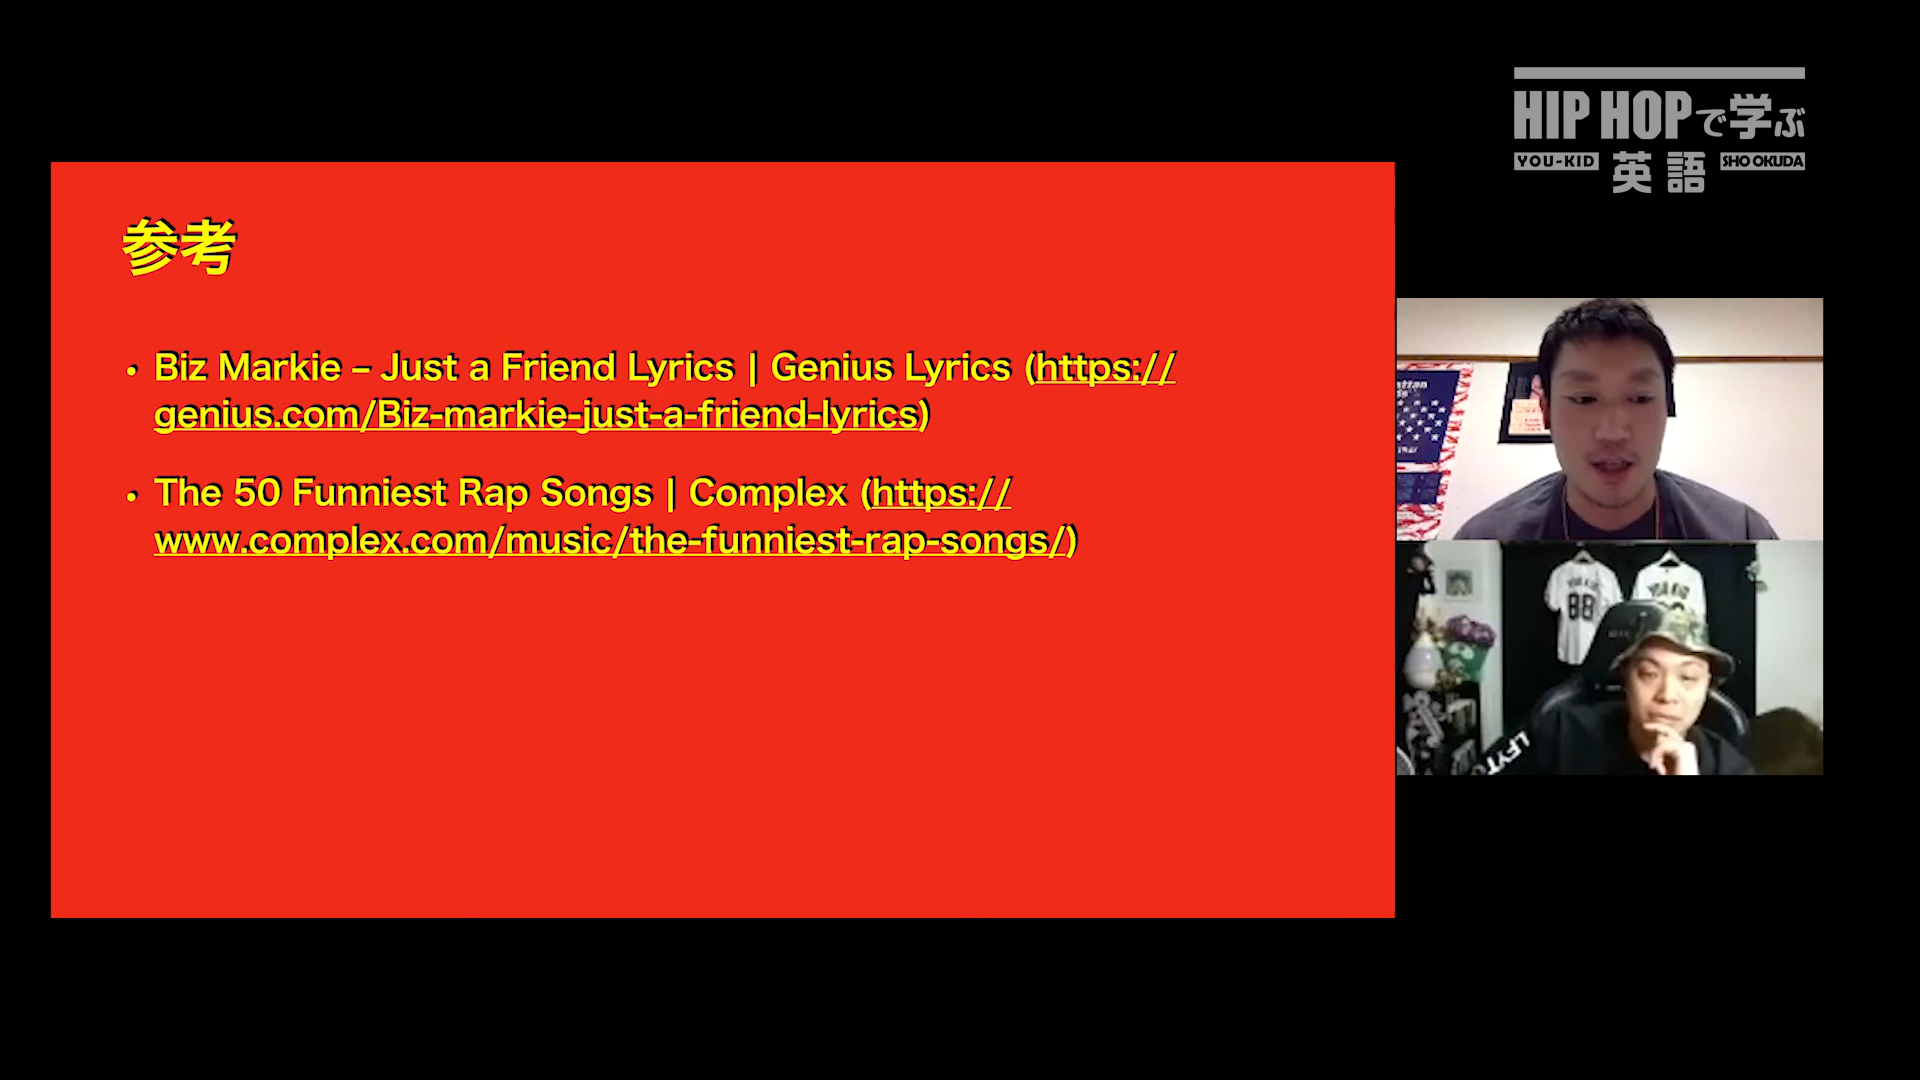 HIP HOPで学ぶ
YOU-KID 英語 SHO OKUDA
参考
• Biz Markie – Just a Friend Lyrics | Genius Lyrics (https://
genius.com/Biz-markie-just-a-friend-lyrics)
• The 50 Funniest Rap Songs | Complex (https://
www.complex.com/music/the-funniest-rap-songs/)
88
LFYT